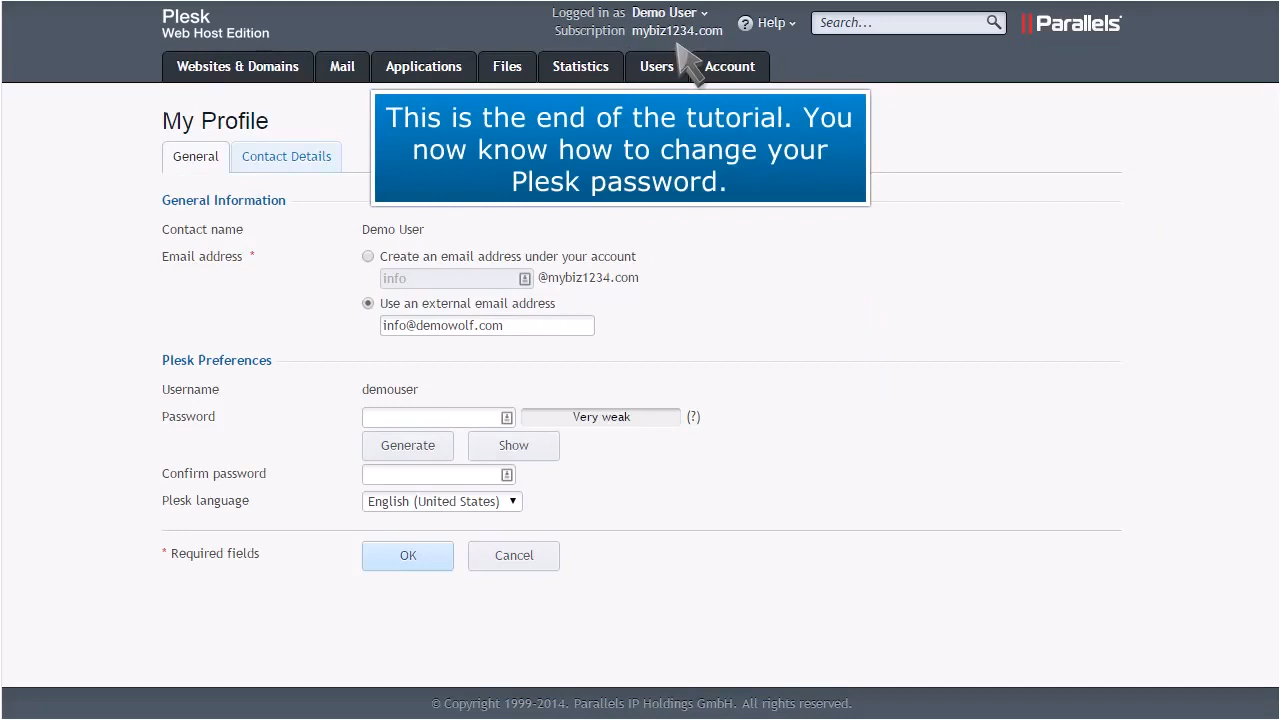 Plesk
Web Host Edition
Logged in as Demo User
Subscription mybiz1234.com
? Help
Search...
Parallels®
Websites & Domains Mail Applications Files Statistics Users Account
This is the end of the tutorial. You
now know how to change your
Plesk password.
My Profile
General Contact Details
General Information
Contact name Demo User
Email address * Create an email address under your account
info @mybiz1234.com
Use an external email address
info@demowolf.com
Plesk Preferences
Username demouser
Password Very weak (?)
Generate Show
Confirm password
Plesk language English (United States)
* Required fields OK Cancel
© Copyright 1999-2014. Parallels IP Holdings GmbH. All rights reserved.